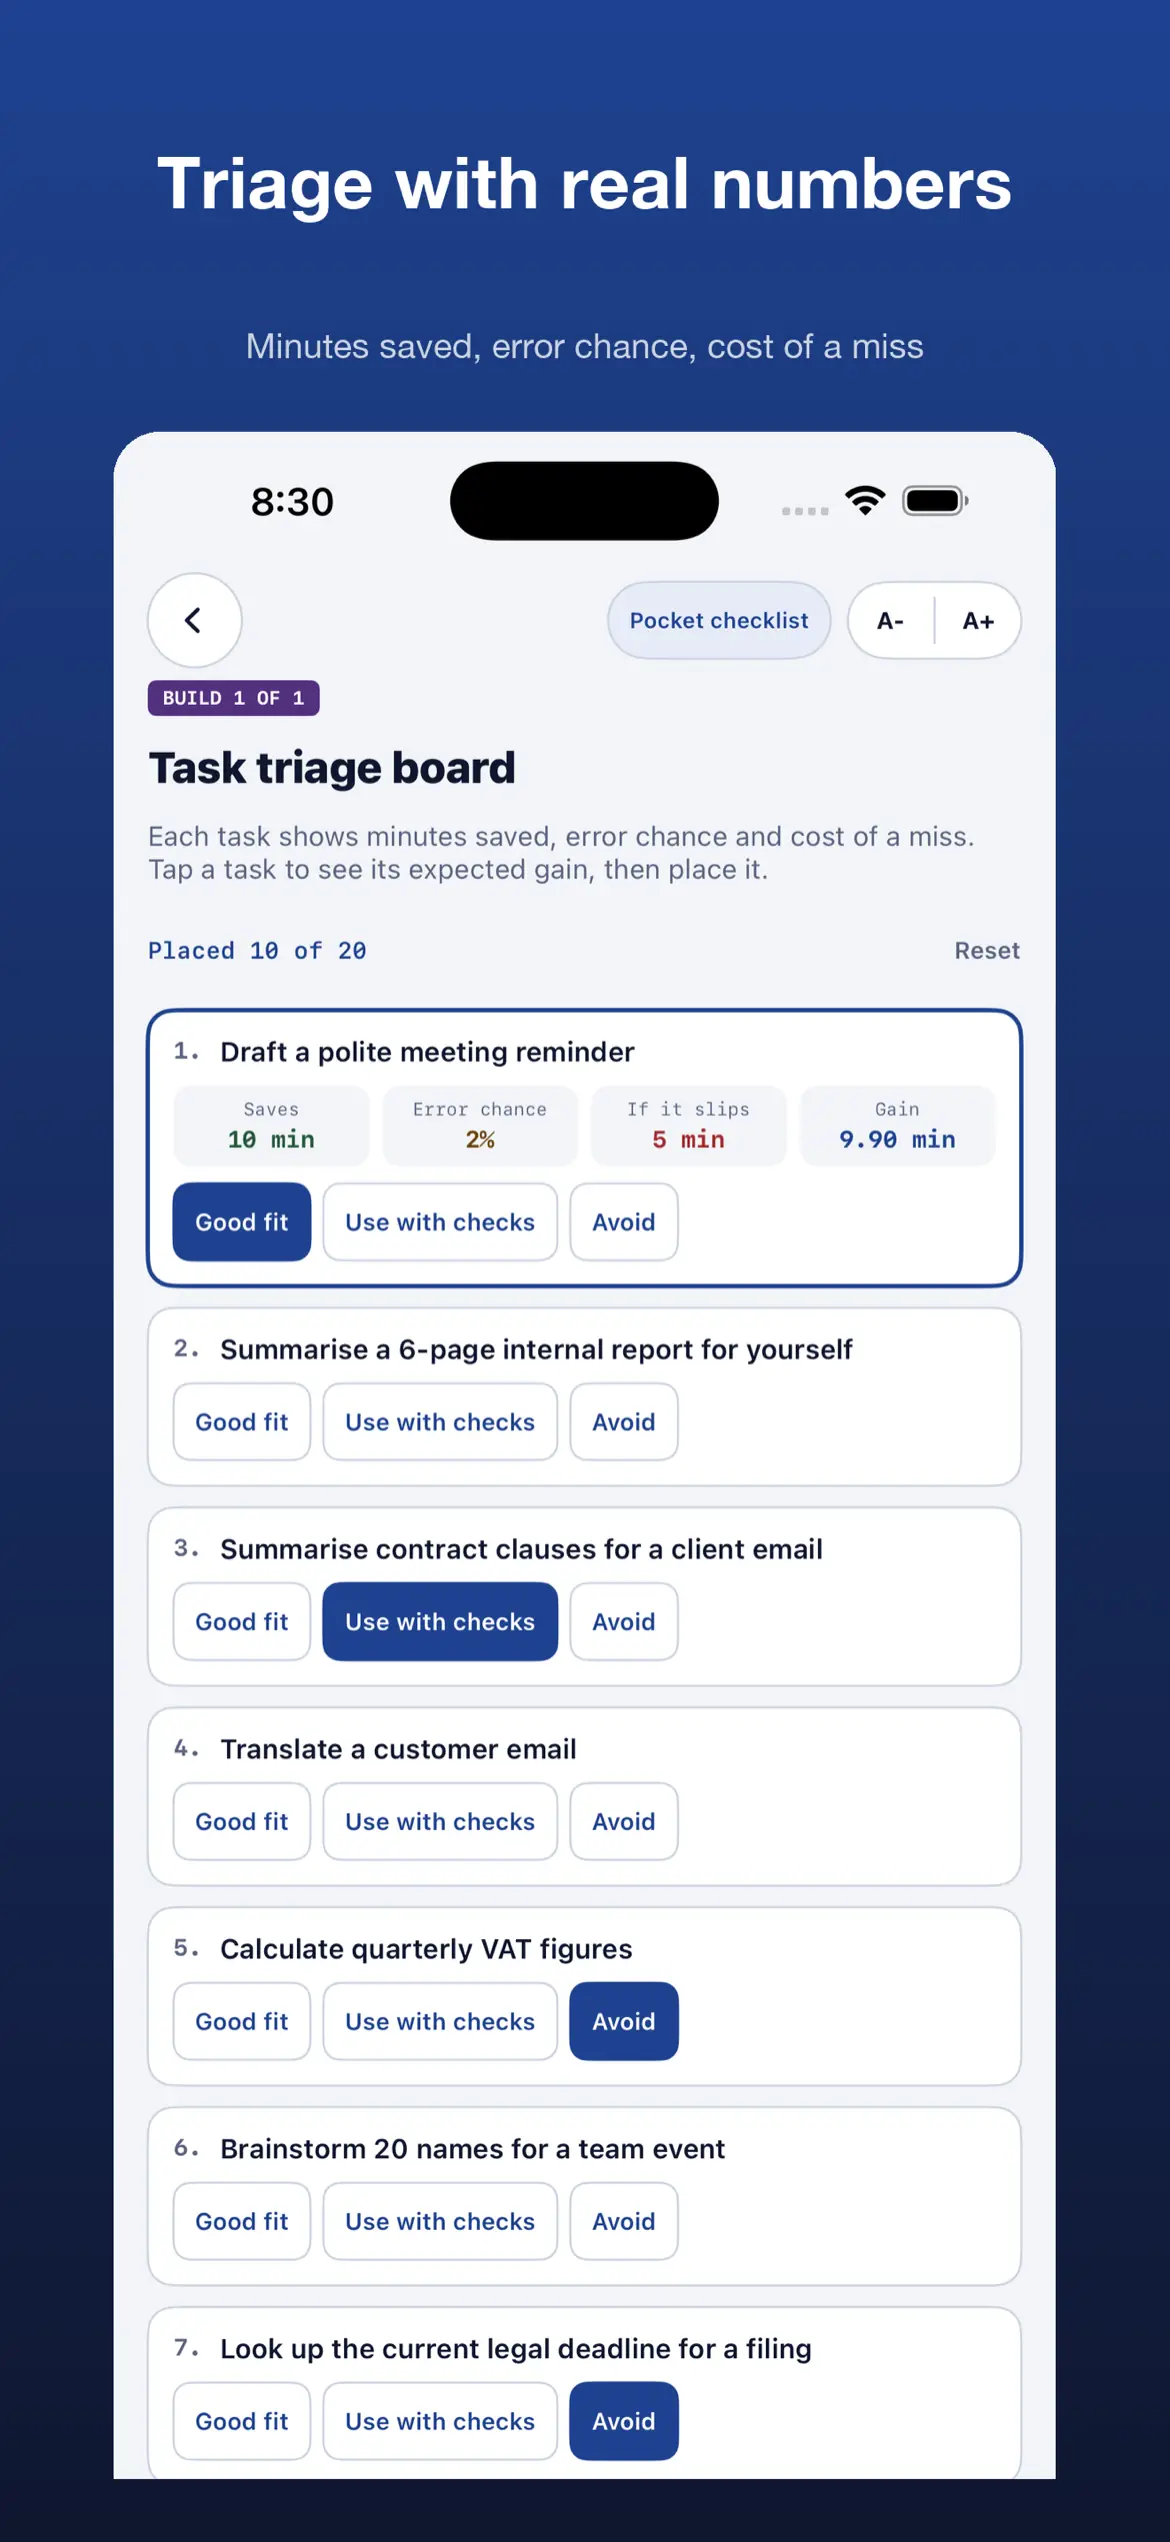 Triage with real numbers
Minutes saved, error chance, cost of a miss
8:30
Pocket checklist
A- A+
BUILD 1 OF 1
Task triage board
Each task shows minutes saved, error chance and cost of a miss.
Tap a task to see its expected gain, then place it.
Placed 10 of 20 Reset
1. Draft a polite meeting reminder
Saves Error chance If it slips Gain
10 min 2% 5 min 9.90 min
Good fit Use with checks Avoid
2. Summarise a 6-page internal report for yourself
Good fit Use with checks Avoid
3. Summarise contract clauses for a client email
Good fit Use with checks Avoid
4. Translate a customer email
Good fit Use with checks Avoid
5. Calculate quarterly VAT figures
Good fit Use with checks Avoid
6. Brainstorm 20 names for a team event
Good fit Use with checks Avoid
7. Look up the current legal deadline for a filing
Good fit Use with checks Avoid